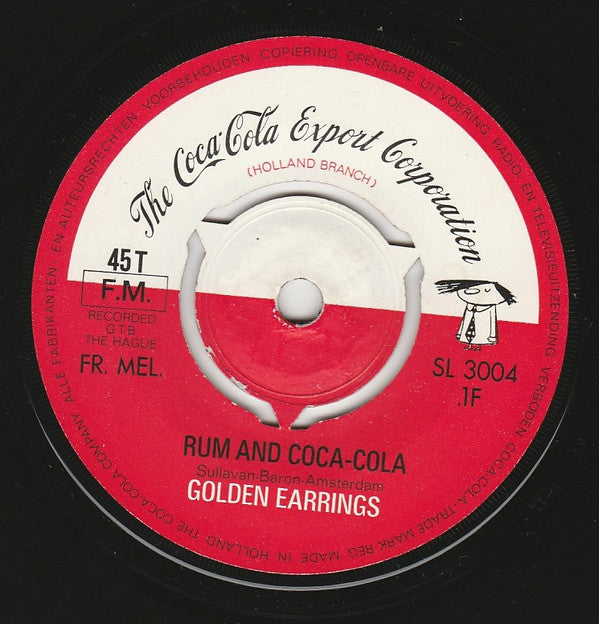 ALLE FABRIKANTEN- EN AUTEURSRECHTEN VOORBEHOUDEN. COPIERING, OPENBARE UITVOERING, RADIO- EN TELEVISIEUITZENDING VERBODEN
The Coca-Cola Export Corporation
(HOLLAND BRANCH)
45T
F.M.
RECORDED
G.T.B
THE HAGUE
FR. MEL.
SL 3004
.1F
RUM AND COCA-COLA
Sullavan-Baron-Amsterdam
GOLDEN EARRINGS
COCA-COLA-TRADE MARK REG. MADE IN HOLLAND. THE COCA-COLA COMPANY